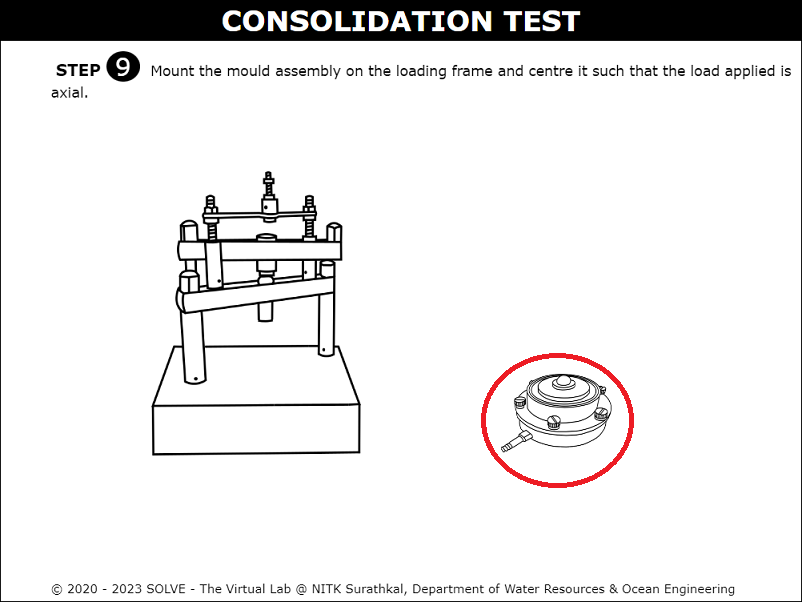 CONSOLIDATION TEST
STEP 9 Mount the mould assembly on the loading frame and centre it such that the load applied is
axial.
© 2020 - 2023 SOLVE - The Virtual Lab @ NITK Surathkal, Department of Water Resources & Ocean Engineering